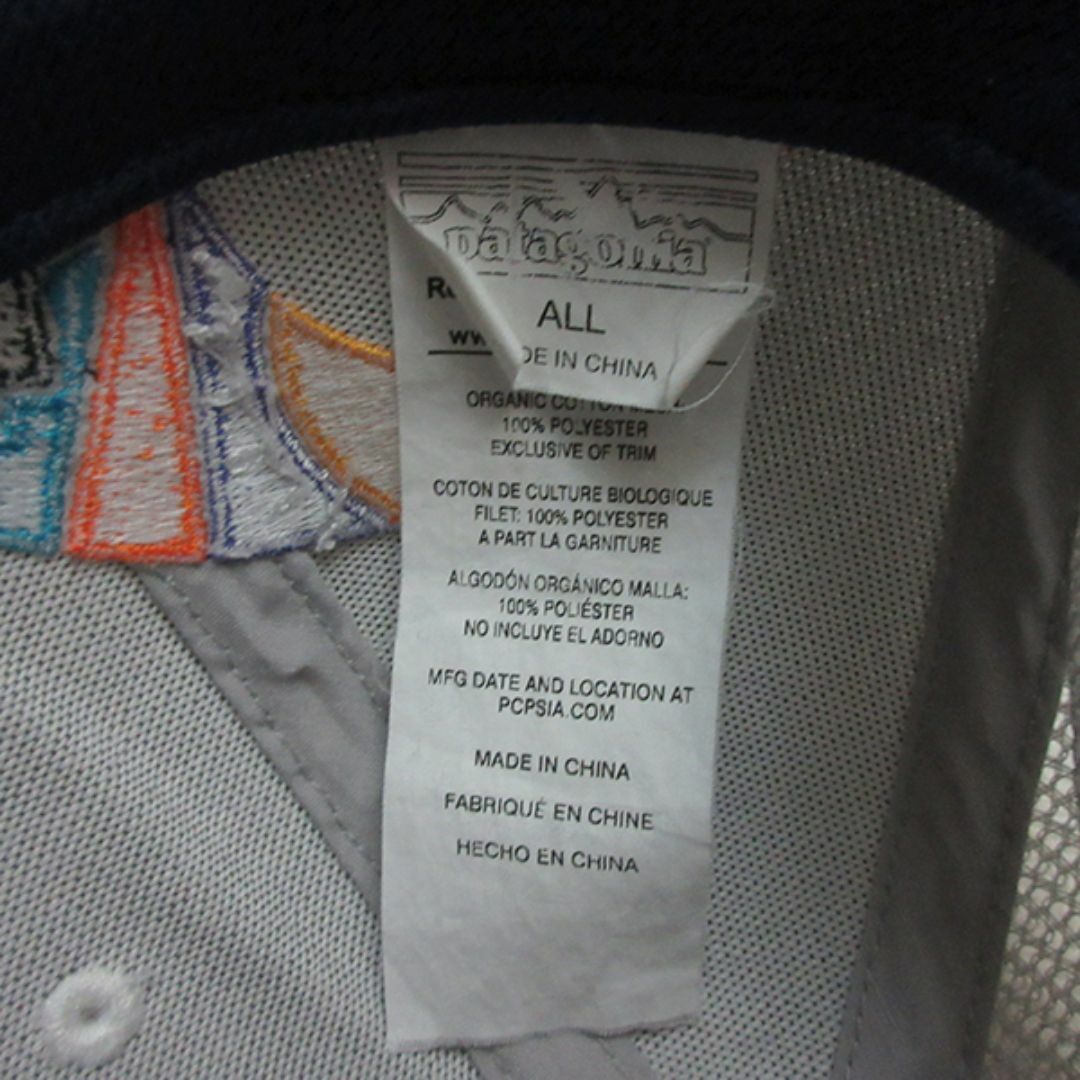 patagonia
ALL
DE IN CHINA
ORGANIC COTTON
100% POLYESTER
EXCLUSIVE OF TRIM
COTON DE CULTURE BIOLOGIQUE
FILET: 100% POLYESTER
A PART LA GARNITURE
ALGODÓN ORGÁNICO MALLA:
100% POLIÉSTER
NO INCLUYE EL ADORNO
MFG DATE AND LOCATION AT
PCPSIA.COM
MADE IN CHINA
FABRIQUÉ EN CHINE
HECHO EN CHINA